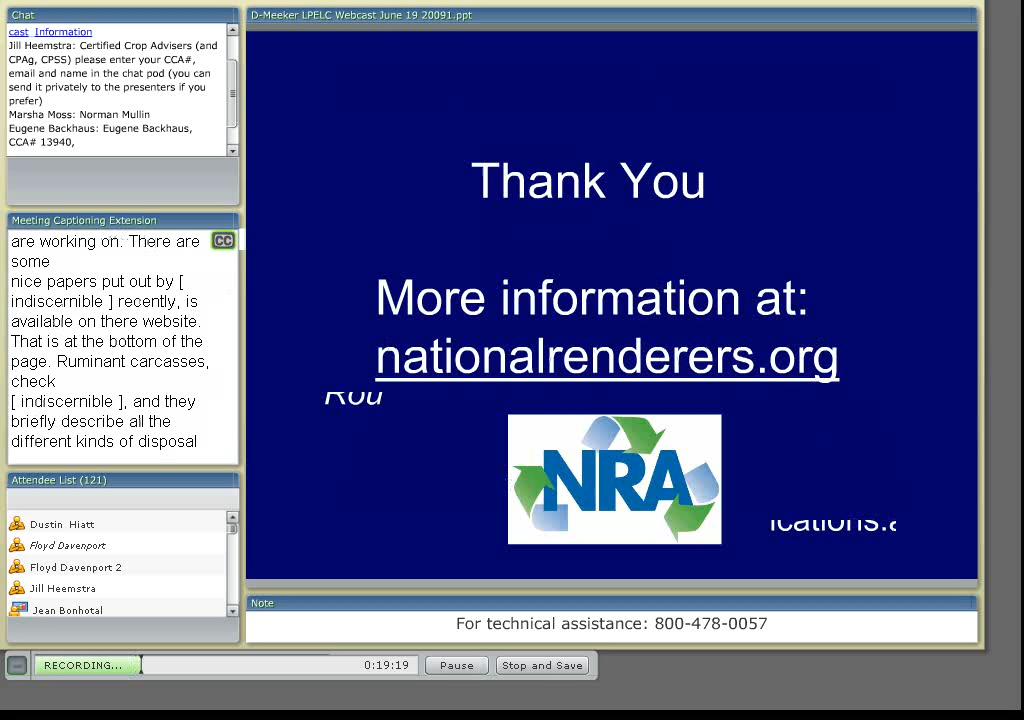 Chat
cast Information
Jill Heemstra: Certified Crop Advisers (and
CPAg, CPSS) please enter your CCA#,
email and name in the chat pod (you can
send it privately to the presenters if you
prefer)
Marsha Moss: Norman Mullin
Eugene Backhaus: Eugene Backhaus,
CCA# 13940,
Meeting Captioning Extension
CC
are working on. There are
some
nice papers put out by [
indiscernible ] recently, is
available on there website.
That is at the bottom of the
page. Ruminant carcasses,
check
[ indiscernible ], and they
briefly describe all the
different kinds of disposal
Attendee List (121)
Dustin Hiatt
Floyd Davenport
Floyd Davenport 2
Jill Heemstra
Jean Bonhotal
D-Meeker LPELC Webcast June 19 20091.ppt
Thank You
More information at:
nationalrenderers.org
Rou
NRA
ications.
Note
For technical assistance: 800-478-0057
RECORDING...
0:19:19
Pause
Stop and Save